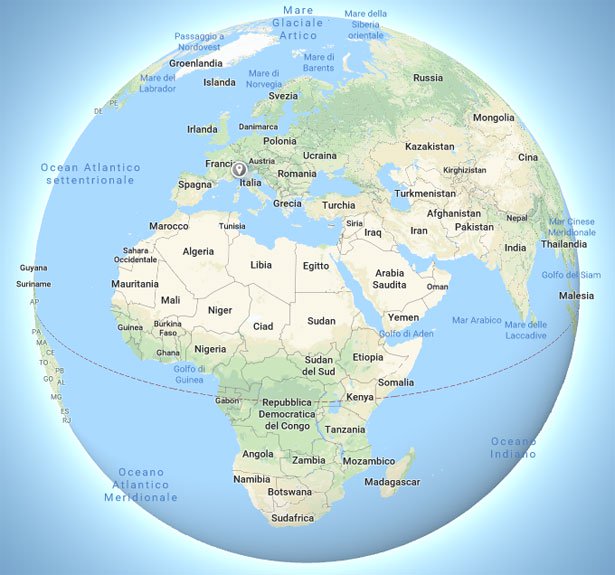 Mare
Glaciale
Artico
Mare della
Siberia
orientale
Passaggio a
Nordovest
Groenlandia
Mare di
Barents
Mare del
Labrador
Islanda
Mare di
Norvegia
Russia
Svezia
DE
PE
Mongolia
Irlanda
Danimarca
Polonia
Kazakistan
Cina
Ocean Atlantico
settentrionale
Franci
Austria
Ucraina
Kirghizistan
Spagna
Italia
Romania
Turkmenistan
Grecia
Turchia
Afghanistan
Nepal
Mar Cinese
Meridionale
Marocco
Tunisia
Siria
Iraq
Iran
Pakistan
Thailandia
Sahara
Occidentale
Algeria
Libia
Egitto
India
Guyana
Arabia
Saudita
Golfo del Siam
Suriname
Mauritania
Oman
Malesia
AP
Mali
Niger
Ciad
Sudan
Yemen
Mar Arabico
Mare delle
Laccadive
PA
Guinea
Burkina
Faso
Golfo di Aden
MA
CE
Ghana
Nigeria
Sudan
del Sud
Etiopia
TO
PB
Golfo di
Guinea
Somalia
GO
AL
MG
Gabon
Repubblica
Democratica
del Congo
Kenya
ES
RJ
Tanzania
Oceano
Indiano
Angola
Zambia
Mozambico
Oceano
Atlantico
Meridionale
Namibia
Botswana
Madagascar
Sudafrica